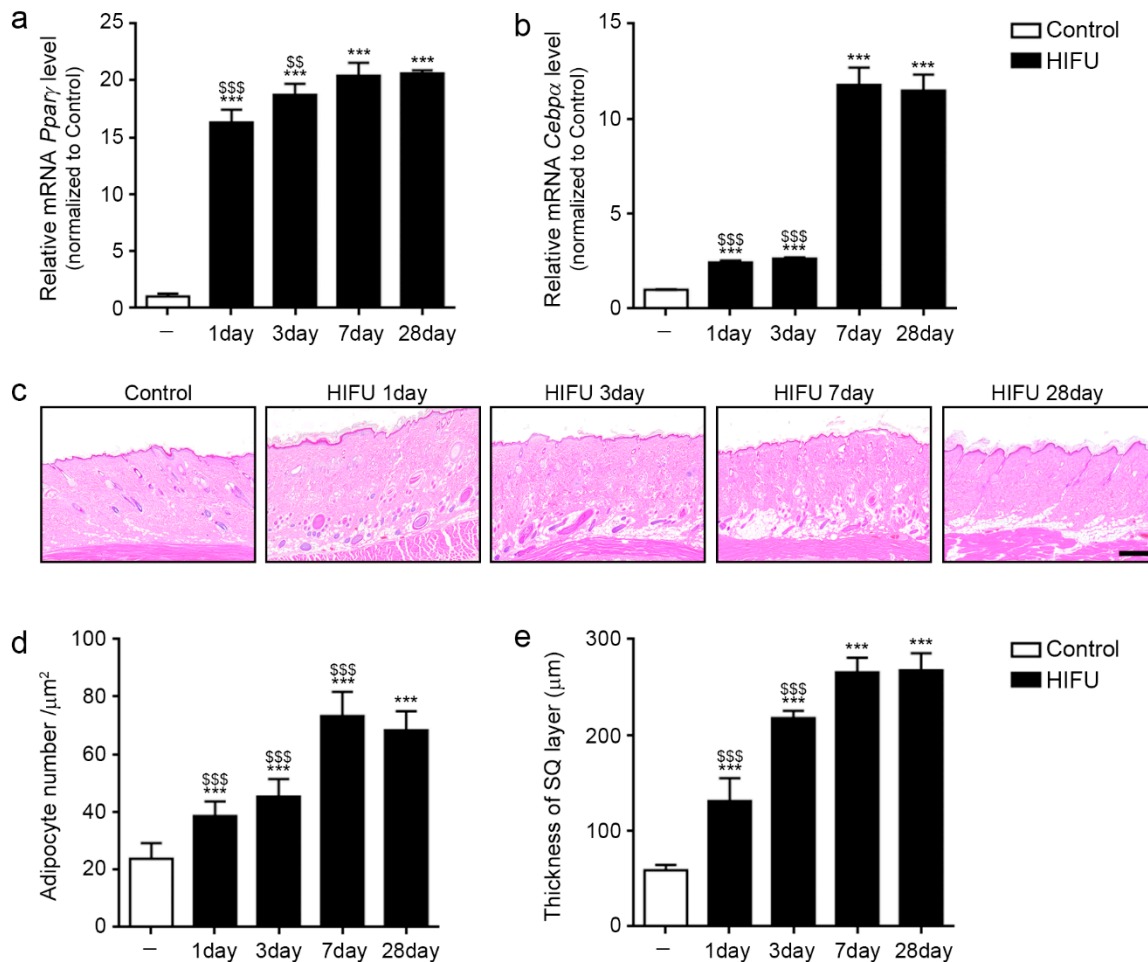 a
Relative mRNA Pparγ level
(normalized to Control)
25
20
15
10
5
0
$$$
***
$$
***
***
***
–
1day
3day
7day
28day
b
Relative mRNA Cebpα level
(normalized to Control)
15
10
5
0
$$$
***
$$$
***
***
***
–
1day
3day
7day
28day
Control
HIFU
c
Control
HIFU 1day
HIFU 3day
HIFU 7day
HIFU 28day
d
Adipocyte number /μm²
100
80
60
40
20
0
$$$
***
$$$
***
$$$
***
***
–
1day
3day
7day
28day
e
Thickness of SQ layer (μm)
300
200
100
0
$$$
***
$$$
***
***
***
–
1day
3day
7day
28day
Control
HIFU